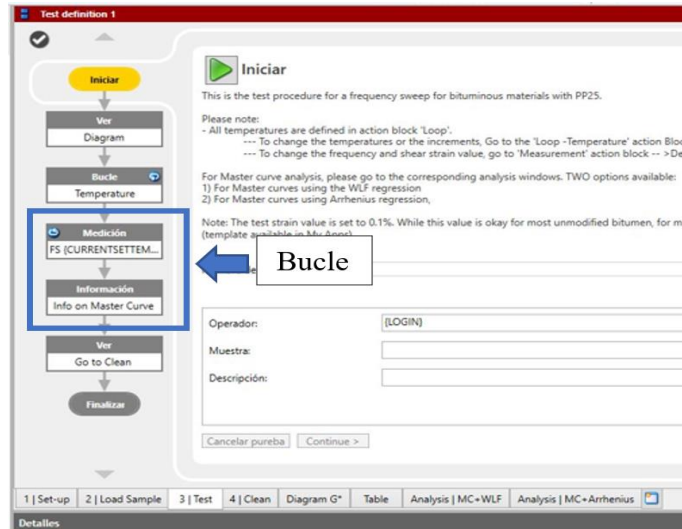 Test definition 1
Iniciar
Ver
Diagram
Bucle
Temperature
Medición
FS {CURRENTSETTEM...
Información
Info on Master Curve
Ver
Go to Clean
Finalizar
Bucle
Iniciar
This is the test procedure for a frequency sweep for bituminous materials with PP25.
Please note:
- All temperatures are defined in action block 'Loop'.
--- To change the temperatures or the increments, Go to the 'Loop -Temperature' action Bloc
--- To change the frequency and shear strain value, go to 'Measurement' action block -- >De
For Master curve analysis, please go to the corresponding analysis windows. TWO options available:
1) For Master curves using the WLF regression
2) For Master curves using Arrhenius regression,
Note: The test strain value is set to 0.1%. While this value is okay for most unmodified bitumen, for m
(template available in My Apps)
Operador:
{LOGIN}
Muestra:
Descripción:
Cancelar pureba Continue >
1 | Set-up 2 | Load Sample 3 | Test 4 | Clean Diagram G* Table Analysis | MC+WLF Analysis | MC+Arrhenius
Detalles